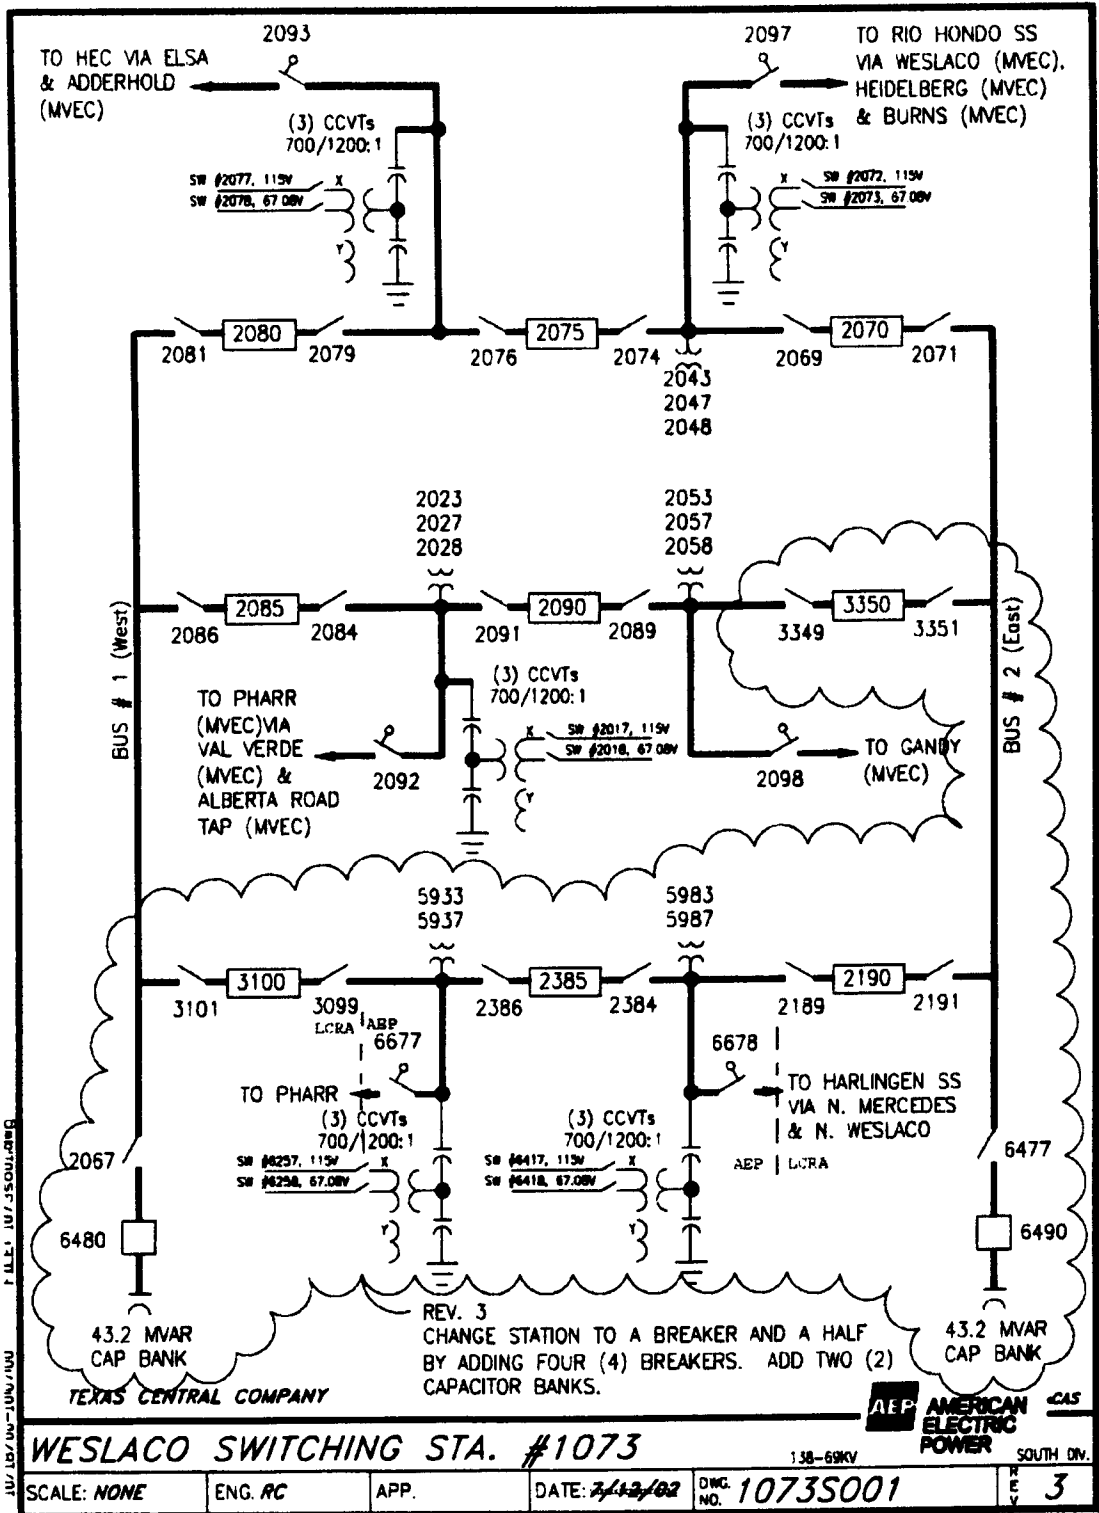 2093
TO HEC VIA ELSA
& ADDERHOLD
(MVEC)
2097
TO RIO HONDO SS
VIA WESLACO (MVEC),
HEIDELBERG (MVEC)
& BURNS (MVEC)
(3) CCVTs
700/1200:1
SW #2077, 115V
SW #2078, 67.08V
X
Y
(3) CCVTs
700/1200:1
X
SW #2072, 115V
SW #2073, 67.08V
Y
2081
2080
2079
2076
2075
2074
2069
2070
2071
2043
2047
2048
2023
2027
2028
2053
2057
2058
2086
2085
2084
2091
2090
2089
3349
3350
3351
BUS # 1 (West)
BUS # 2 (East)
TO PHARR
(MVEC)VIA
VAL VERDE
(MVEC) &
ALBERTA ROAD
TAP (MVEC)
2092
(3) CCVTs
700/1200:1
X
SW #2017, 115V
SW #2018, 67.08V
Y
2098
TO GANDY
(MVEC)
5933
5937
5983
5987
3101
3100
3099
2386
2385
2384
2189
2190
2191
LCRA AEP
6677
TO PHARR
6678
TO HARLINGEN SS
VIA N. MERCEDES
& N. WESLACO
AEP LCRA
(3) CCVTs
700/1200:1
SW #6257, 115V
SW #6258, 67.08V
X
Y
(3) CCVTs
700/1200:1
SW #6417, 115V
SW #6418, 67.08V
X
Y
2067
6477
6480
6490
43.2 MVAR
CAP BANK
43.2 MVAR
CAP BANK
REV. 3
CHANGE STATION TO A BREAKER AND A HALF
BY ADDING FOUR (4) BREAKERS. ADD TWO (2)
CAPACITOR BANKS.
TEXAS CENTRAL COMPANY
AEP AMERICAN
ELECTRIC
POWER
CAS
WESLACO SWITCHING STA. #1073
138-69KV
SOUTH DIV.
SCALE: NONE
ENG. RC
APP.
DATE: 7/12/02
DWG. NO. 1073S001
REV 3